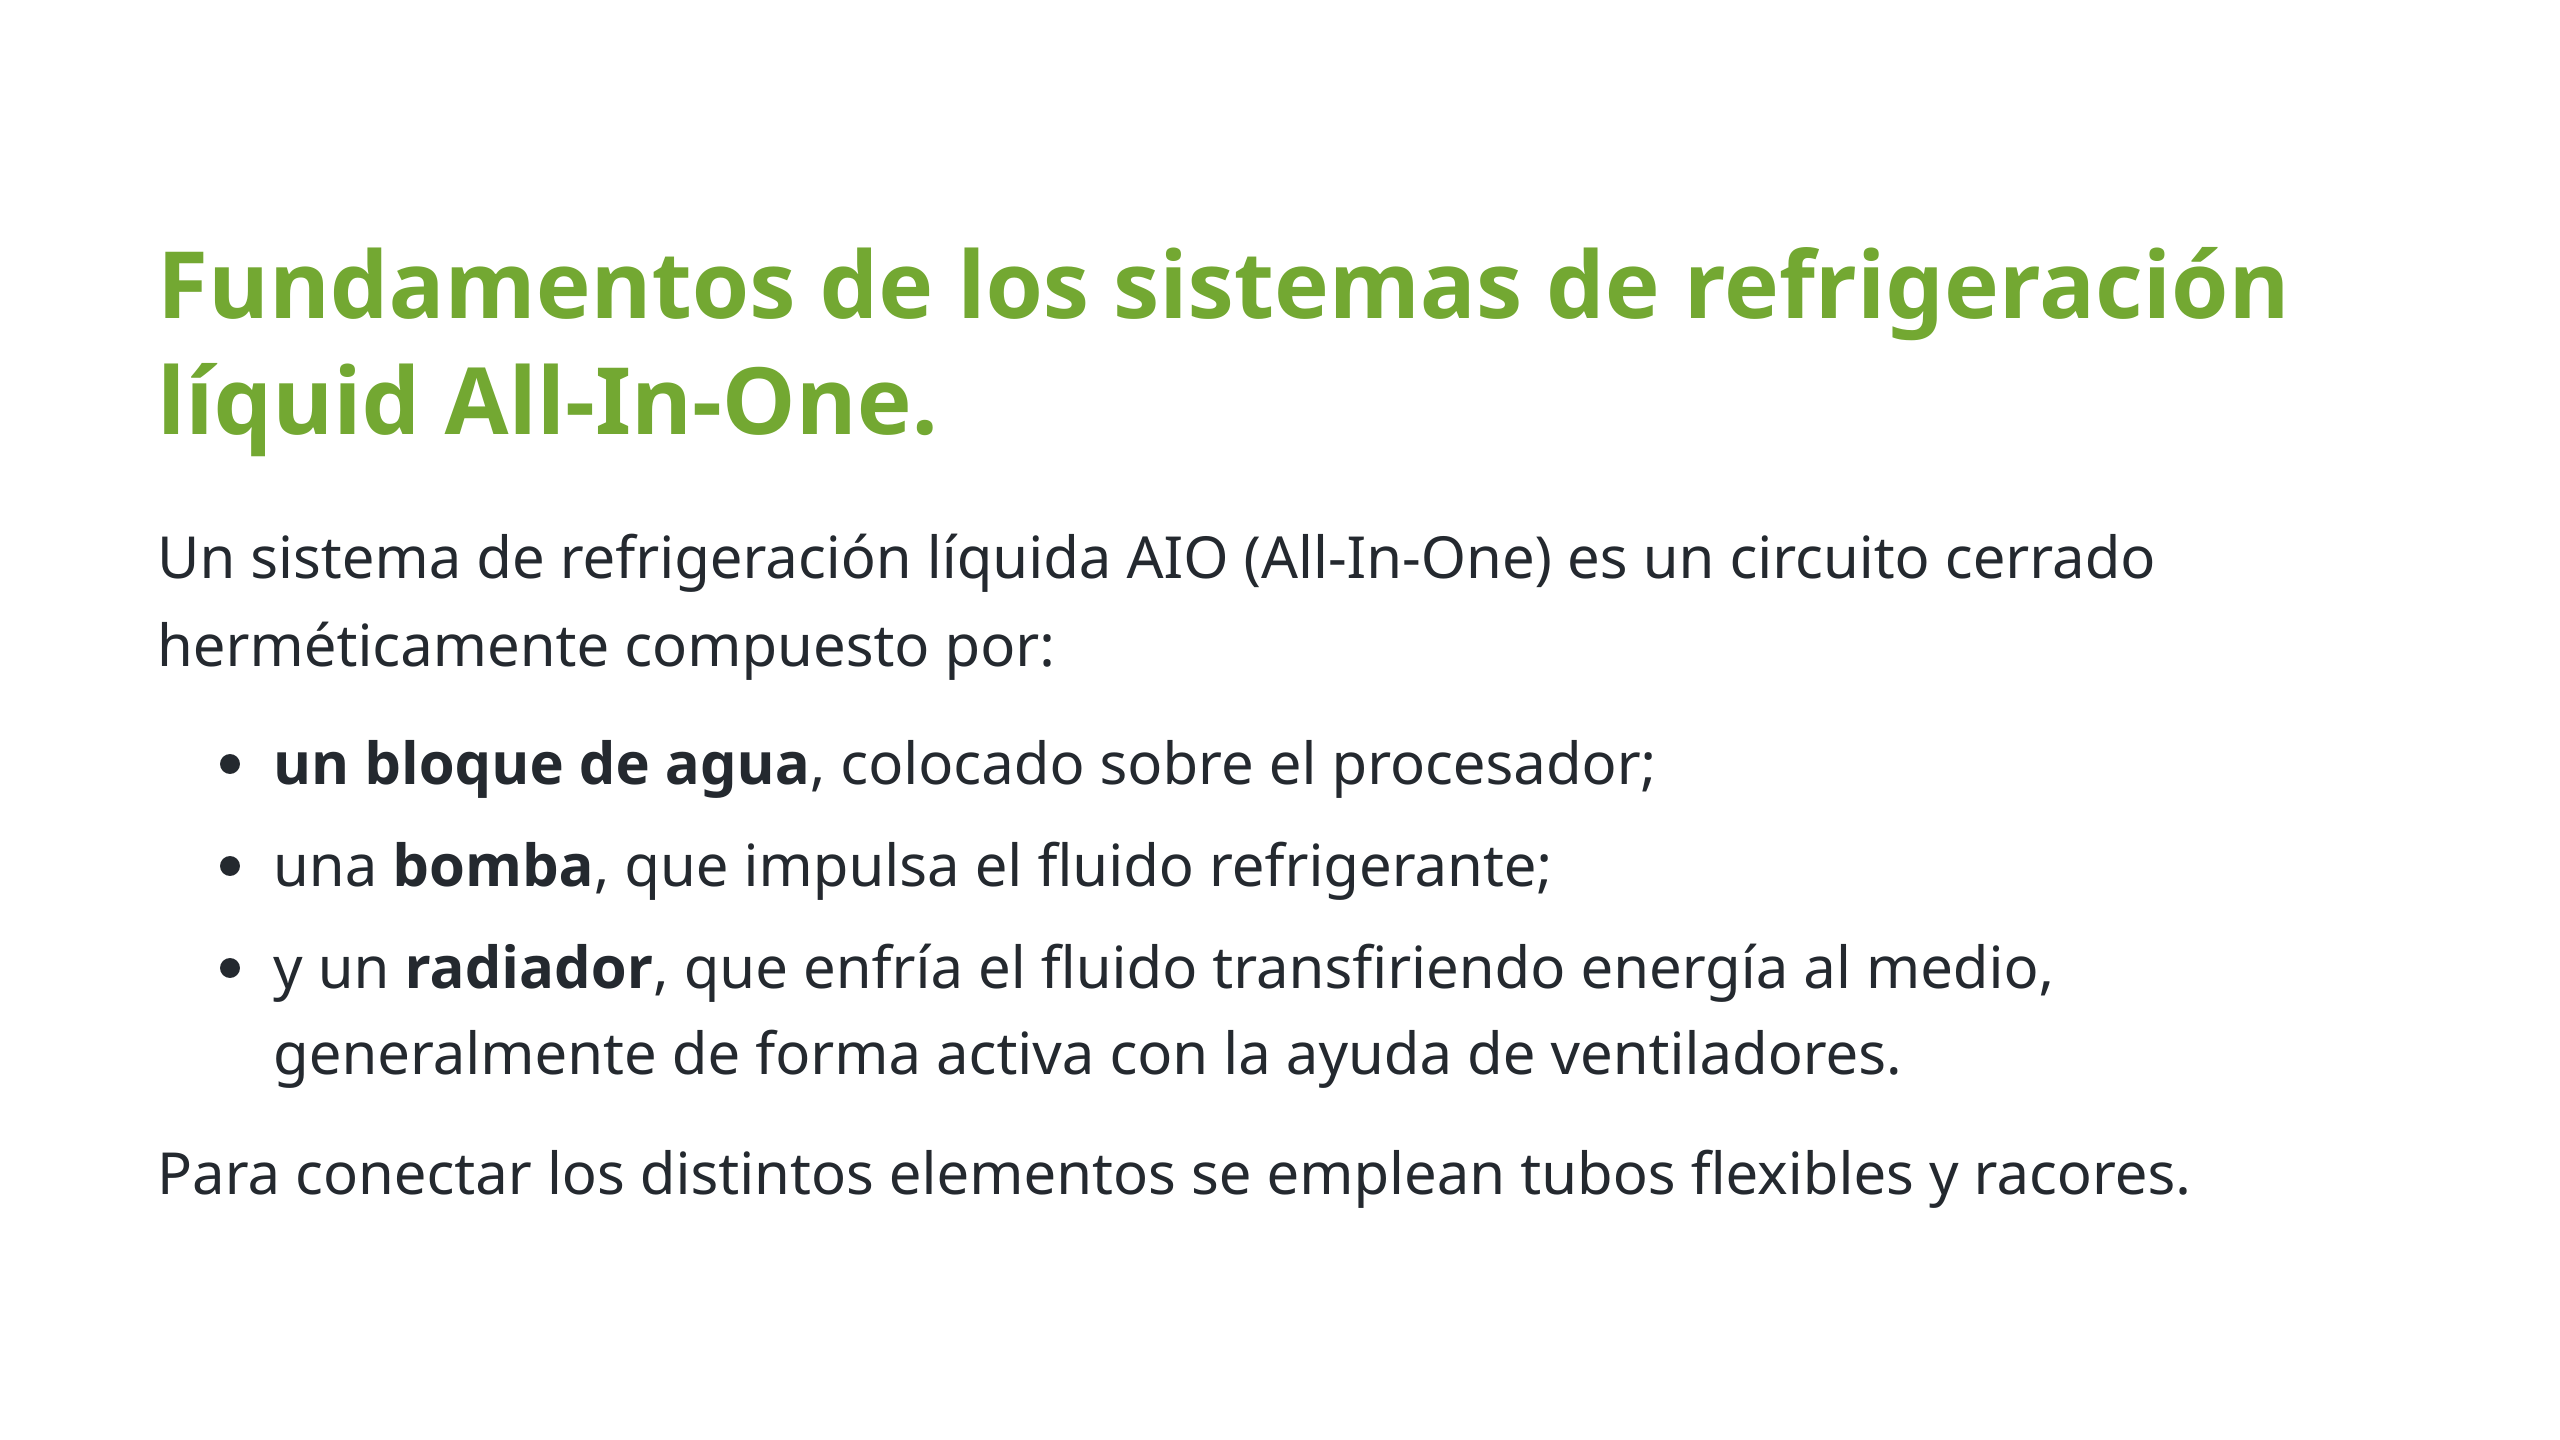 Fundamentos de los sistemas de refrigeración
líquid All-In-One.
Un sistema de refrigeración líquida AIO (All-In-One) es un circuito cerrado
herméticamente compuesto por:
• un bloque de agua, colocado sobre el procesador;
• una bomba, que impulsa el fluido refrigerante;
• y un radiador, que enfría el fluido transfiriendo energía al medio,
generalmente de forma activa con la ayuda de ventiladores.
Para conectar los distintos elementos se emplean tubos flexibles y racores.